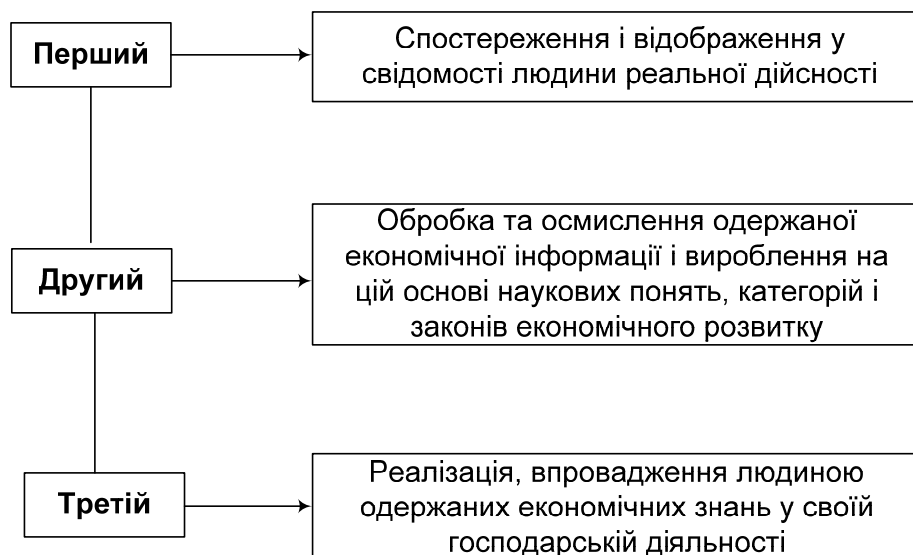 Перший
Спостереження і відображення у
свідомості людини реальної дійсності
Другий
Обробка та осмислення одержаної
економічної інформації і вироблення на
цій основі наукових понять, категорій і
законів економічного розвитку
Третій
Реалізація, впровадження людиною
одержаних економічних знань у своїй
господарській діяльності